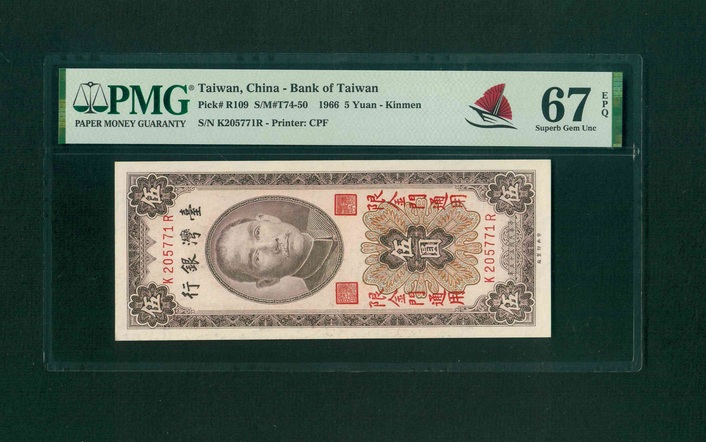 PMG®
PAPER MONEY GUARANTY
Taiwan, China - Bank of Taiwan
Pick# R109 S/M#T74-50 1966 5 Yuan - Kinmen
S/N K205771R - Printer: CPF
67
EPQ
Superb Gem Unc
伍
伍
臺灣銀行
K205771R
限金門通用
伍圓
限金門通用
K205771R
伍
伍